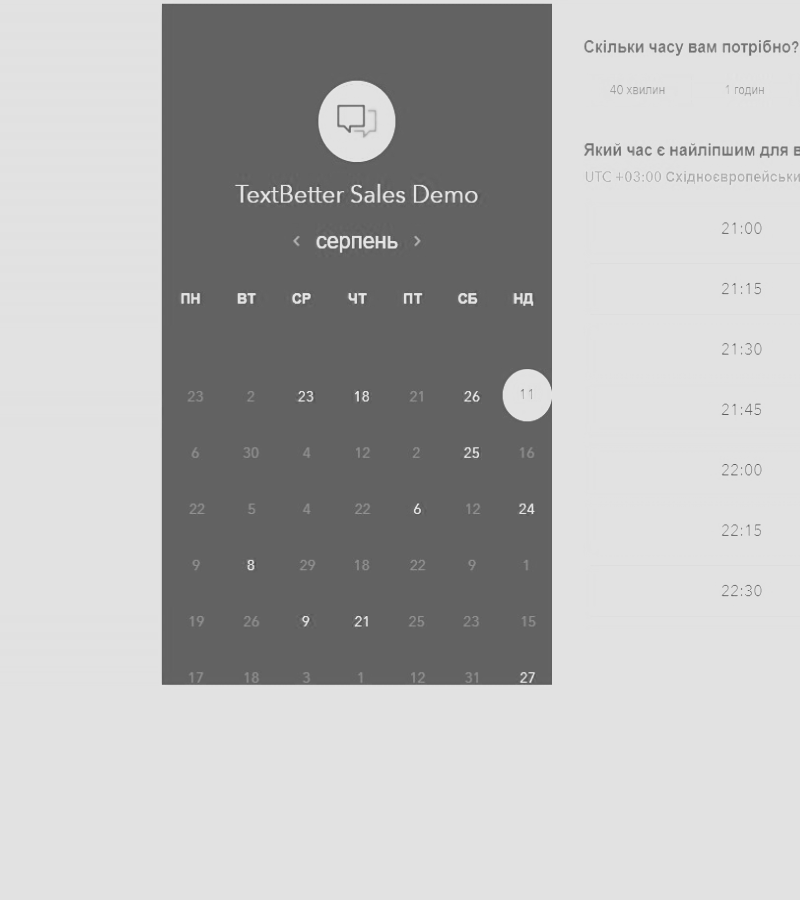 TextBetter Sales Demo
‹ серпень ›
ПН ВТ СР ЧТ ПТ СБ НД
23 2 23 18 21 26 11
6 30 4 12 2 25 16
22 5 4 22 6 12 24
9 8 29 18 22 9 1
19 26 9 21 25 23 15
17 18 3 1 12 31 27
Скільки часу вам потрібно?
40 хвилин 1 годин
Який час є найліпшим для в
UTC +03:00 Східноєвропейськи
21:00
21:15
21:30
21:45
22:00
22:15
22:30